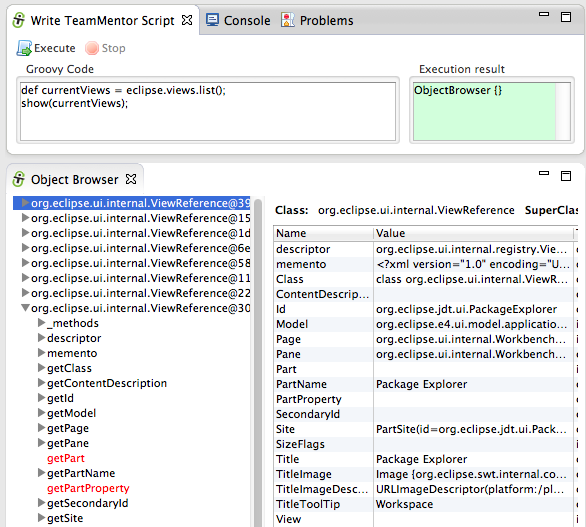 Write TeamMentor Script
Console
Problems
Execute
Stop
Groovy Code
Execution result
def currentViews = eclipse.views.list();
show(currentViews);
ObjectBrowser {}
Object Browser
org.eclipse.ui.internal.ViewReference@39
org.eclipse.ui.internal.ViewReference@15
org.eclipse.ui.internal.ViewReference@1d
org.eclipse.ui.internal.ViewReference@6e
org.eclipse.ui.internal.ViewReference@58
org.eclipse.ui.internal.ViewReference@11
org.eclipse.ui.internal.ViewReference@22
org.eclipse.ui.internal.ViewReference@30
_methods
descriptor
memento
getClass
getContentDescription
getId
getModel
getPage
getPane
getPart
getPartName
getPartProperty
getSecondaryId
getSite
Class: org.eclipse.ui.internal.ViewReference SuperClas
Name Value
descriptor org.eclipse.ui.internal.registry.Vie...
memento <?xml version="1.0" encoding="U...
Class class org.eclipse.ui.internal.ViewR...
ContentDescrip...
Id org.eclipse.jdt.ui.PackageExplorer
Model org.eclipse.e4.ui.model.applicatio...
Page org.eclipse.ui.internal.Workbench...
Pane org.eclipse.ui.internal.Workbench...
Part
PartName Package Explorer
PartProperty
SecondaryId
Site PartSite(id=org.eclipse.jdt.ui.Pack...
SizeFlags
Title Package Explorer
TitleImage Image {org.eclipse.swt.internal.co...
TitleImageDesc... URLImageDescriptor(platform:/pl...
TitleToolTip Workspace
View